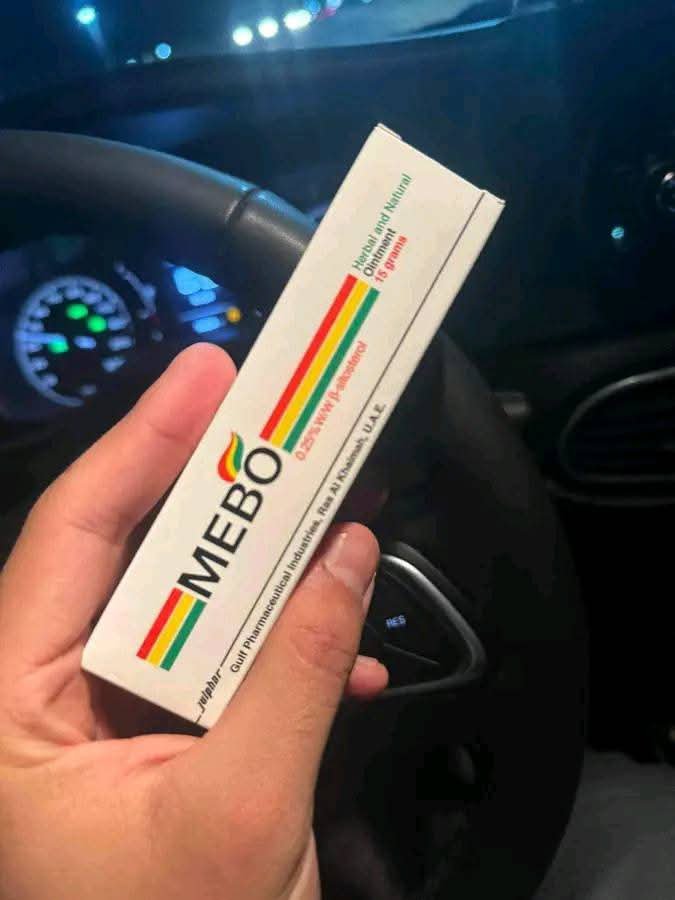 Herbal and Natural
Ointment
15 grams
MEBO
0.25% W/W β-sitosterol
julphar
Gulf Pharmaceutical Industries, Ras Al Khaimah, U.A.E.
RES